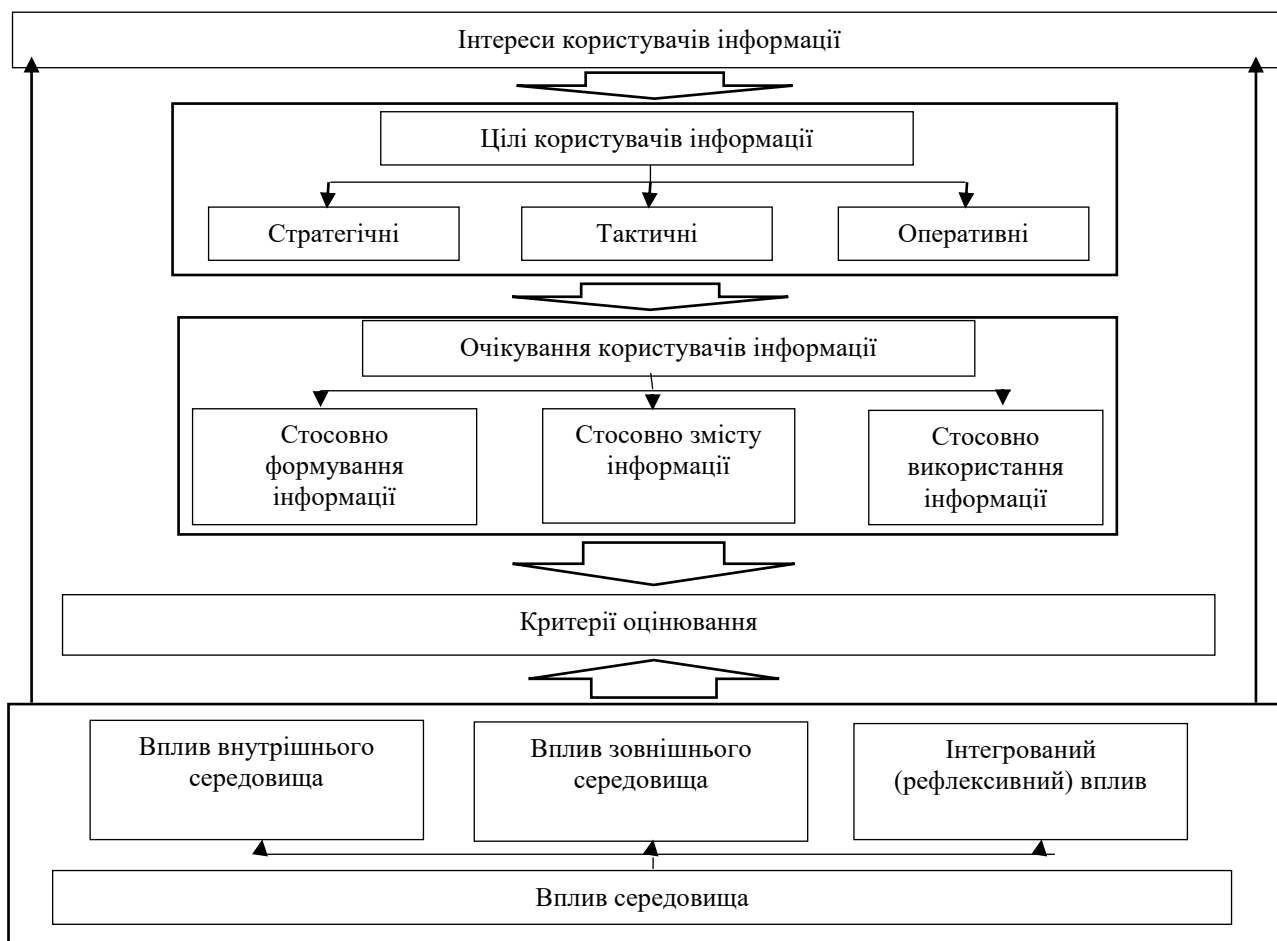 Інтереси користувачів інформації
Цілі користувачів інформації
Стратегічні
Тактичні
Оперативні
Очікування користувачів інформації
Стосовно
формування
інформації
Стосовно змісту
інформації
Стосовно
використання
інформації
Критерії оцінювання
Вплив внутрішнього
середовища
Вплив зовнішнього
середовища
Інтегрований
(рефлексивний) вплив
Вплив середовища